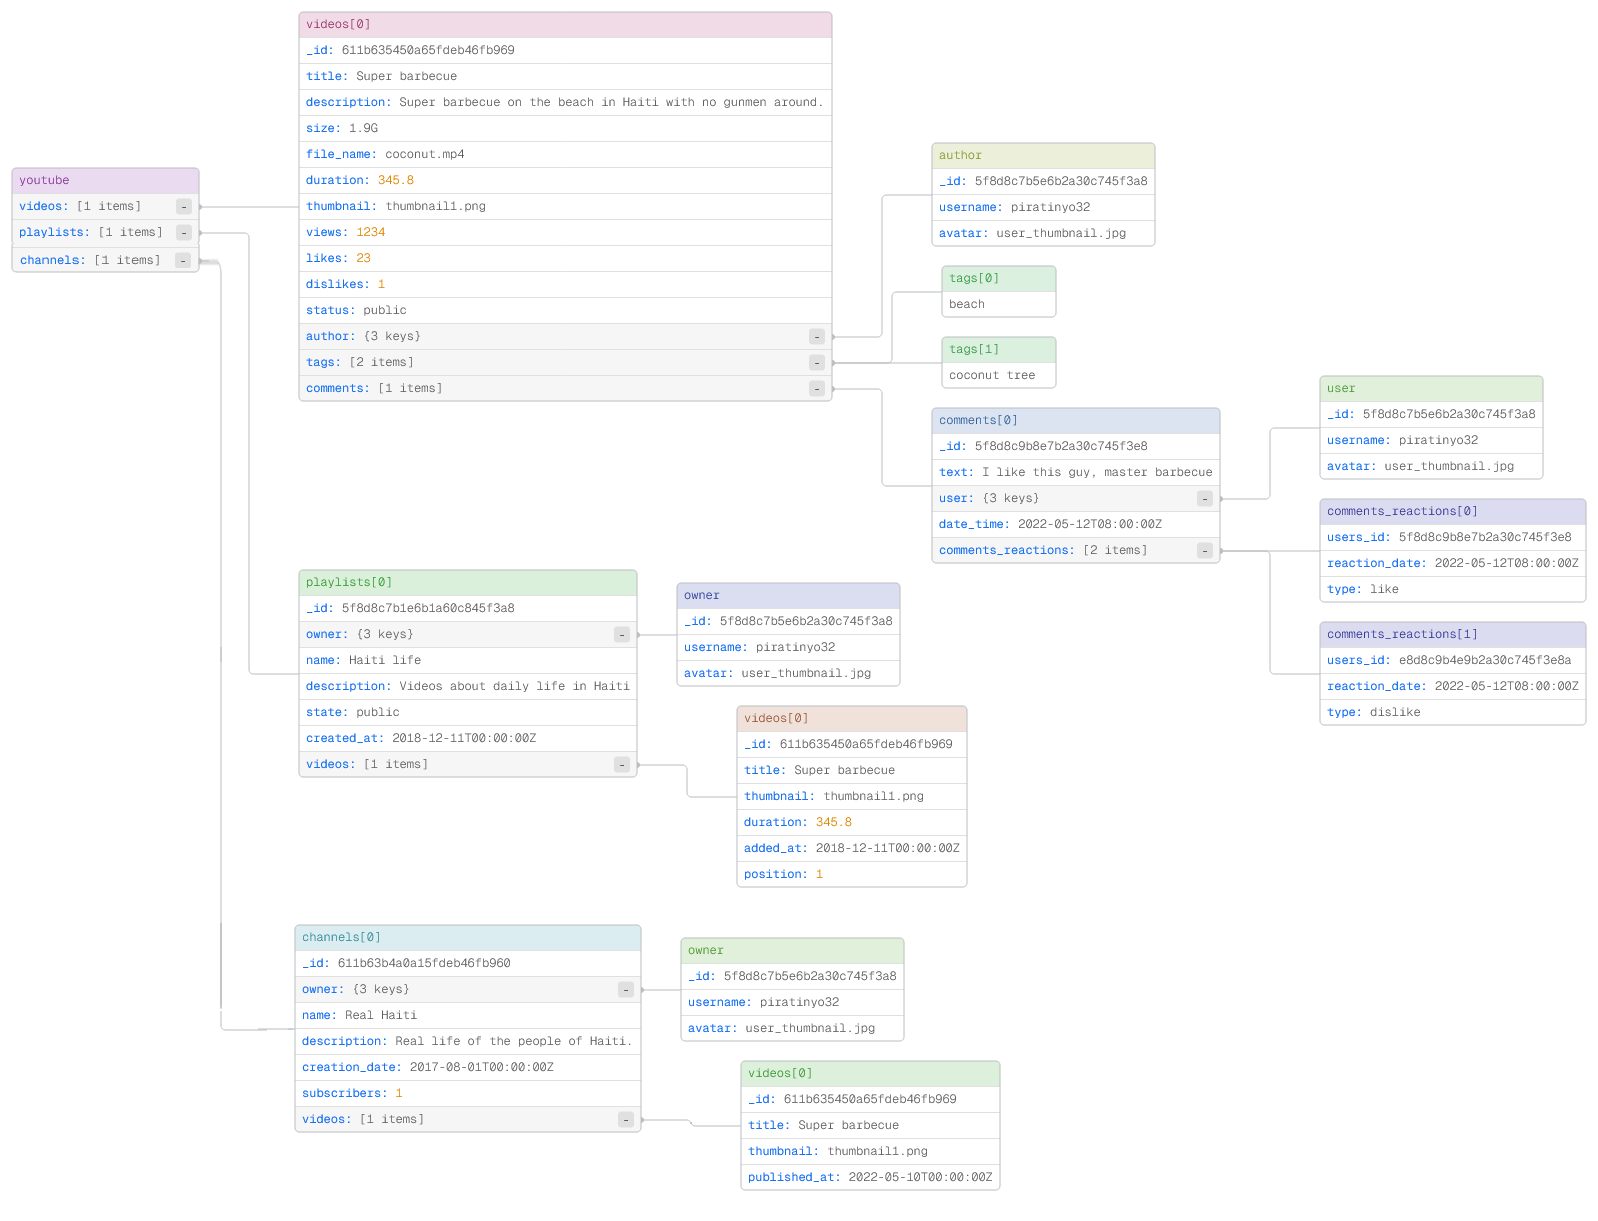 youtube
videos: [1 items] -
playlists: [1 items] -
channels: [1 items] -
videos[0]
_id: 611b635450a65fdeb46fb969
title: Super barbecue
description: Super barbecue on the beach in Haiti with no gunmen around.
size: 1.9G
file_name: coconut.mp4
duration: 345.8
thumbnail: thumbnail1.png
views: 1234
likes: 23
dislikes: 1
status: public
author: {3 keys} -
tags: [2 items] -
comments: [1 items] -
author
_id: 5f8d8c7b5e6b2a30c745f3a8
username: piratinyo32
avatar: user_thumbnail.jpg
tags[0]
beach
tags[1]
coconut tree
comments[0]
_id: 5f8d8c9b8e7b2a30c745f3e8
text: I like this guy, master barbecue
user: {3 keys} -
date_time: 2022-05-12T08:00:00Z
comments_reactions: [2 items] -
user
_id: 5f8d8c7b5e6b2a30c745f3a8
username: piratinyo32
avatar: user_thumbnail.jpg
comments_reactions[0]
users_id: 5f8d8c9b8e7b2a30c745f3e8
reaction_date: 2022-05-12T08:00:00Z
type: like
comments_reactions[1]
users_id: e8d8c9b4e9b2a30c745f3e8a
reaction_date: 2022-05-12T08:00:00Z
type: dislike
playlists[0]
_id: 5f8d8c7b1e6b1a60c845f3a8
owner: {3 keys} -
name: Haiti life
description: Videos about daily life in Haiti
state: public
created_at: 2018-12-11T00:00:00Z
videos: [1 items] -
owner
_id: 5f8d8c7b5e6b2a30c745f3a8
username: piratinyo32
avatar: user_thumbnail.jpg
videos[0]
_id: 611b635450a65fdeb46fb969
title: Super barbecue
thumbnail: thumbnail1.png
duration: 345.8
added_at: 2018-12-11T00:00:00Z
position: 1
channels[0]
_id: 611b63b4a0a15fdeb46fb960
owner: {3 keys} -
name: Real Haiti
description: Real life of the people of Haiti.
creation_date: 2017-08-01T00:00:00Z
subscribers: 1
videos: [1 items] -
owner
_id: 5f8d8c7b5e6b2a30c745f3a8
username: piratinyo32
avatar: user_thumbnail.jpg
videos[0]
_id: 611b635450a65fdeb46fb969
title: Super barbecue
thumbnail: thumbnail1.png
published_at: 2022-05-10T00:00:00Z